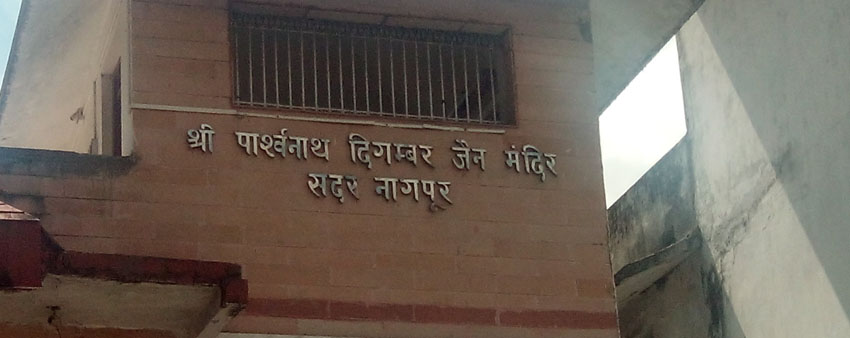 श्री पार्श्वनाथ दिगम्बर जैन मंदिर
सदर नागपूर